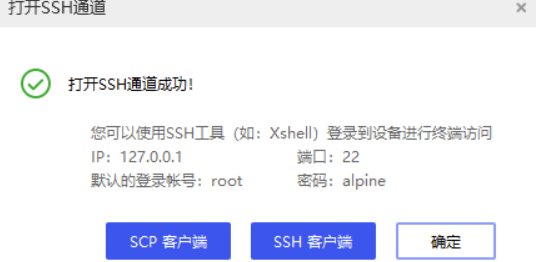 打开SSH通道
打开SSH通道成功!
您可以使用SSH工具（如：Xshell）登录到设备进行终端访问
IP：127.0.0.1 端口：22
默认的登录帐号：root 密码：alpine
SCP 客户端 SSH 客户端 确定